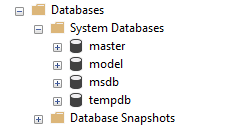 Databases
System Databases
master
model
msdb
tempdb
Database Snapshots